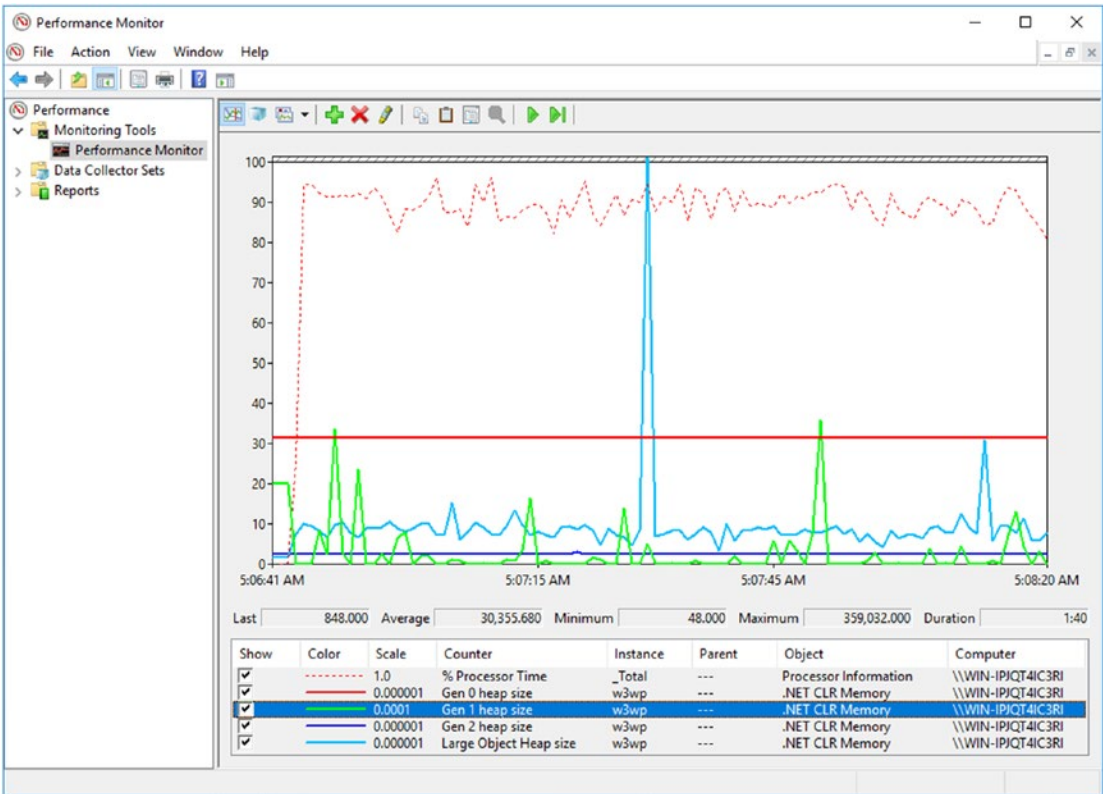 Performance Monitor
File Action View Window Help
Performance
Monitoring Tools
Performance Monitor
Data Collector Sets
Reports
100
90
80
70
60
50
40
30
20
10
0
5:06:41 AM 5:07:15 AM 5:07:45 AM 5:08:20 AM
Last 848.000 Average 30,355.680 Minimum 48.000 Maximum 359,032.000 Duration 1:40
Show Color Scale Counter Instance Parent Object Computer
1.0 % Processor Time _Total --- Processor Information \\WIN-IPJQT4IC3RI
0.000001 Gen 0 heap size w3wp --- .NET CLR Memory \\WIN-IPJQT4IC3RI
0.0001 Gen 1 heap size w3wp --- .NET CLR Memory \\WIN-IPJQT4IC3RI
0.000001 Gen 2 heap size w3wp --- .NET CLR Memory \\WIN-IPJQT4IC3RI
0.000001 Large Object Heap size w3wp --- .NET CLR Memory \\WIN-IPJQT4IC3RI